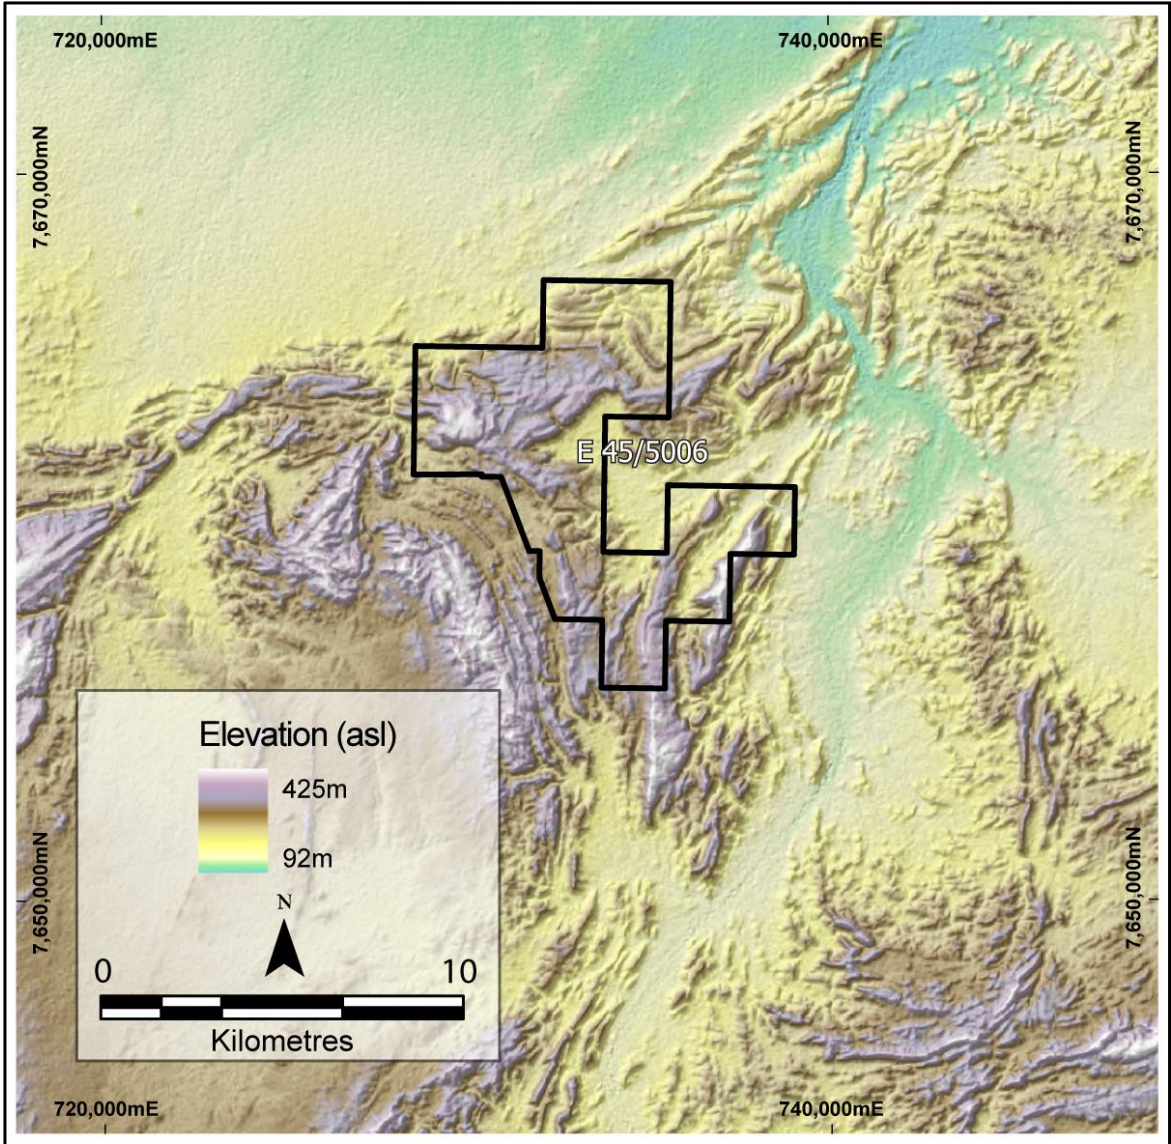 720,000mE
740,000mE
7,670,000mN
7,670,000mN
E 45/5006
Elevation (asl)
425m
92m
N
0
10
Kilometres
7,650,000mN
7,650,000mN
720,000mE
740,000mE